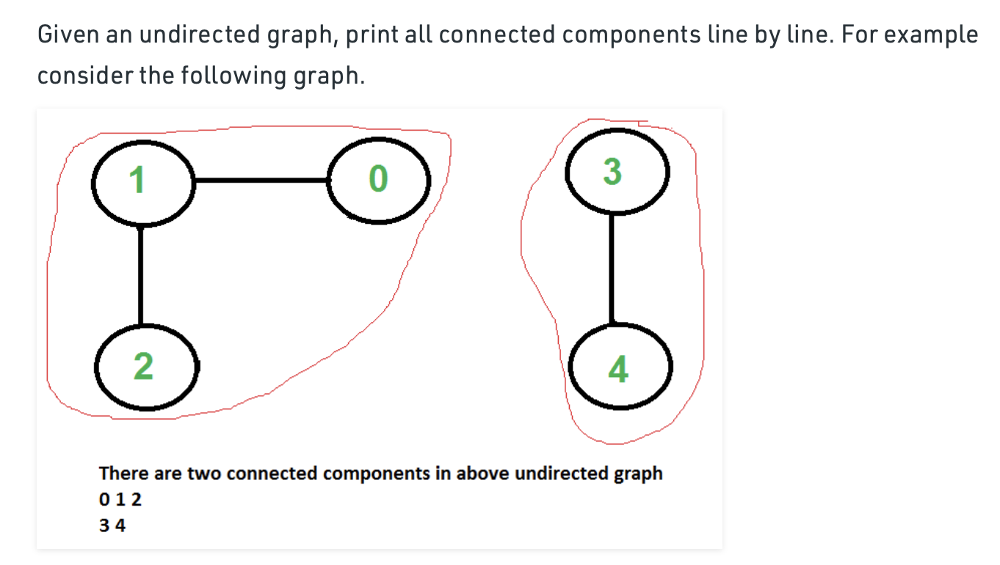 Given an undirected graph, print all connected components line by line. For example
consider the following graph.
1 0 3
2 4
There are two connected components in above undirected graph
0 1 2
3 4